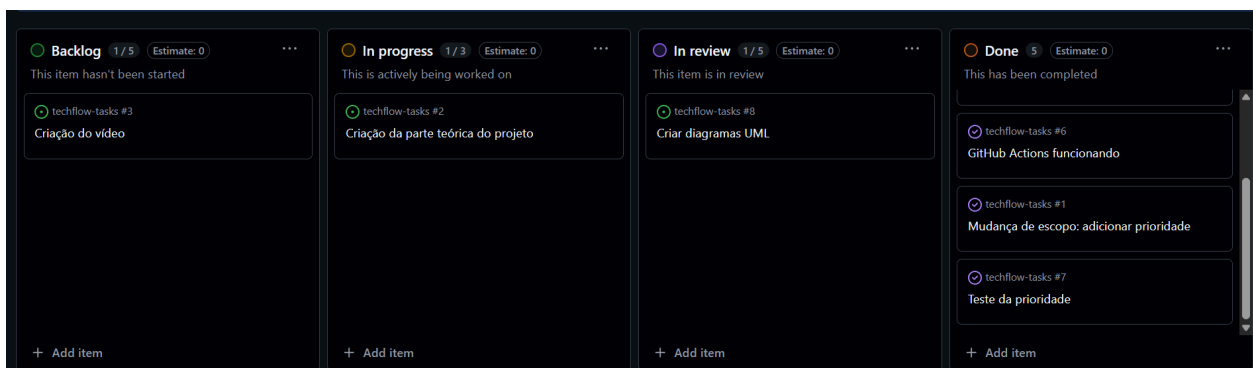 Backlog 1 / 5 Estimate: 0 ...
This item hasn't been started
techflow-tasks #3
Criação do vídeo
+ Add item
In progress 1 / 3 Estimate: 0 ...
This is actively being worked on
techflow-tasks #2
Criação da parte teórica do projeto
+ Add item
In review 1 / 5 Estimate: 0 ...
This item is in review
techflow-tasks #8
Criar diagramas UML
+ Add item
Done 5 Estimate: 0 ...
This has been completed
techflow-tasks #6
GitHub Actions funcionando
techflow-tasks #1
Mudança de escopo: adicionar prioridade
techflow-tasks #7
Teste da prioridade
+ Add item